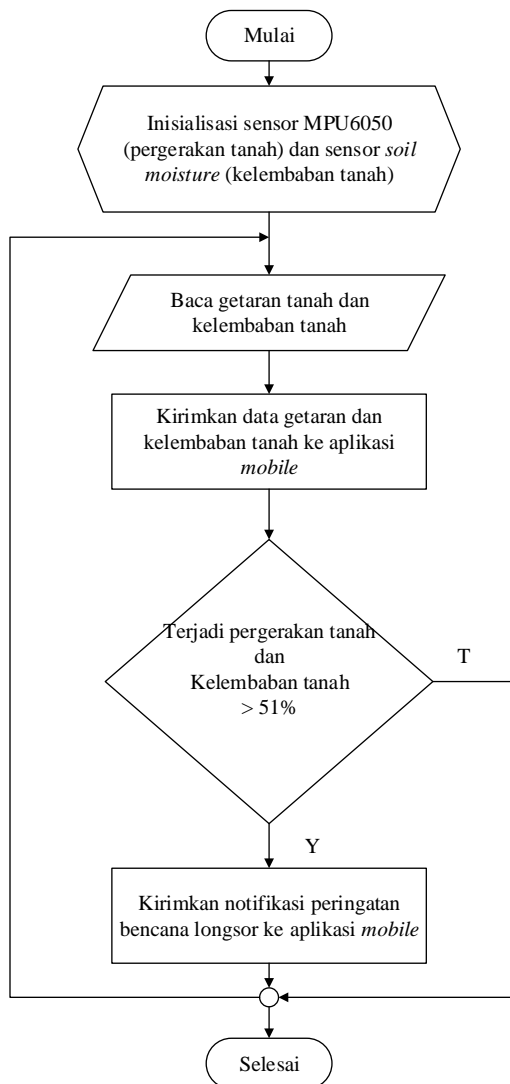 Mulai
Inisialisasi sensor MPU6050
(pergerakan tanah) dan sensor soil
moisture (kelembaban tanah)
Baca getaran tanah dan
kelembaban tanah
Kirimkan data getaran dan
kelembaban tanah ke aplikasi
mobile
Terjadi pergerakan tanah
dan
Kelembaban tanah
> 51%
T
Y
Kirimkan notifikasi peringatan
bencana longsor ke aplikasi mobile
Selesai